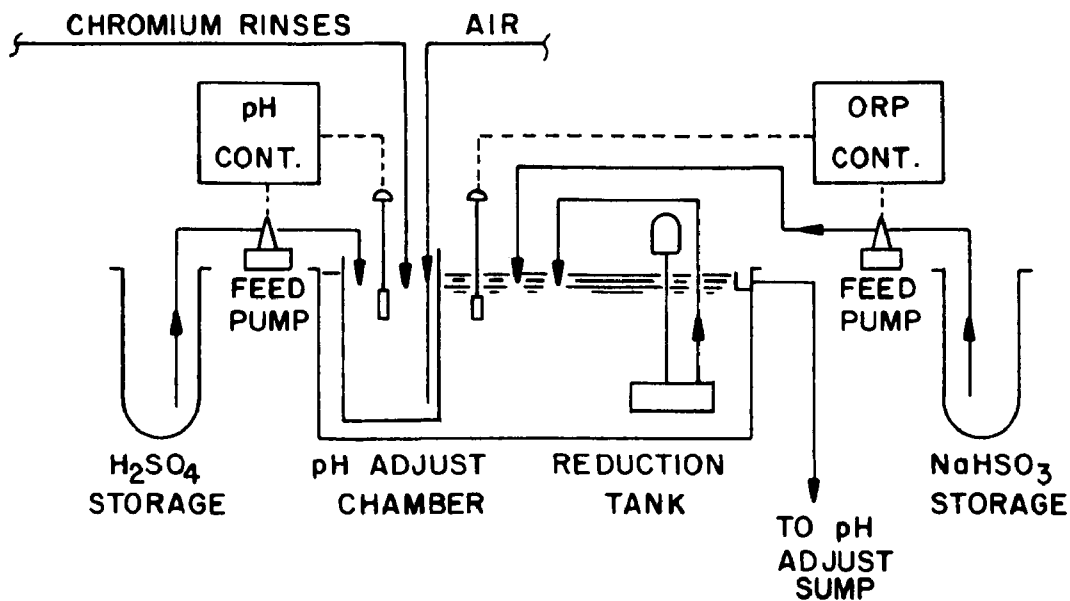 CHROMIUM RINSES
AIR
pH
CONT.
ORP
CONT.
FEED
PUMP
FEED
PUMP
H₂SO₄
STORAGE
pH ADJUST
CHAMBER
REDUCTION
TANK
NaHSO₃
STORAGE
TO pH
ADJUST
SUMP